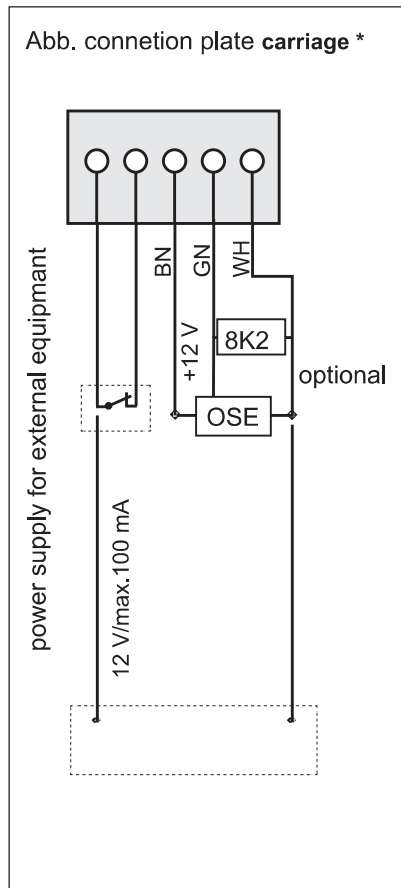 Abb. connetion plate carriage *
BN
GN
WH
+12 V
8K2
optional
OSE
power supply for external equipmant
12 V/max.100 mA